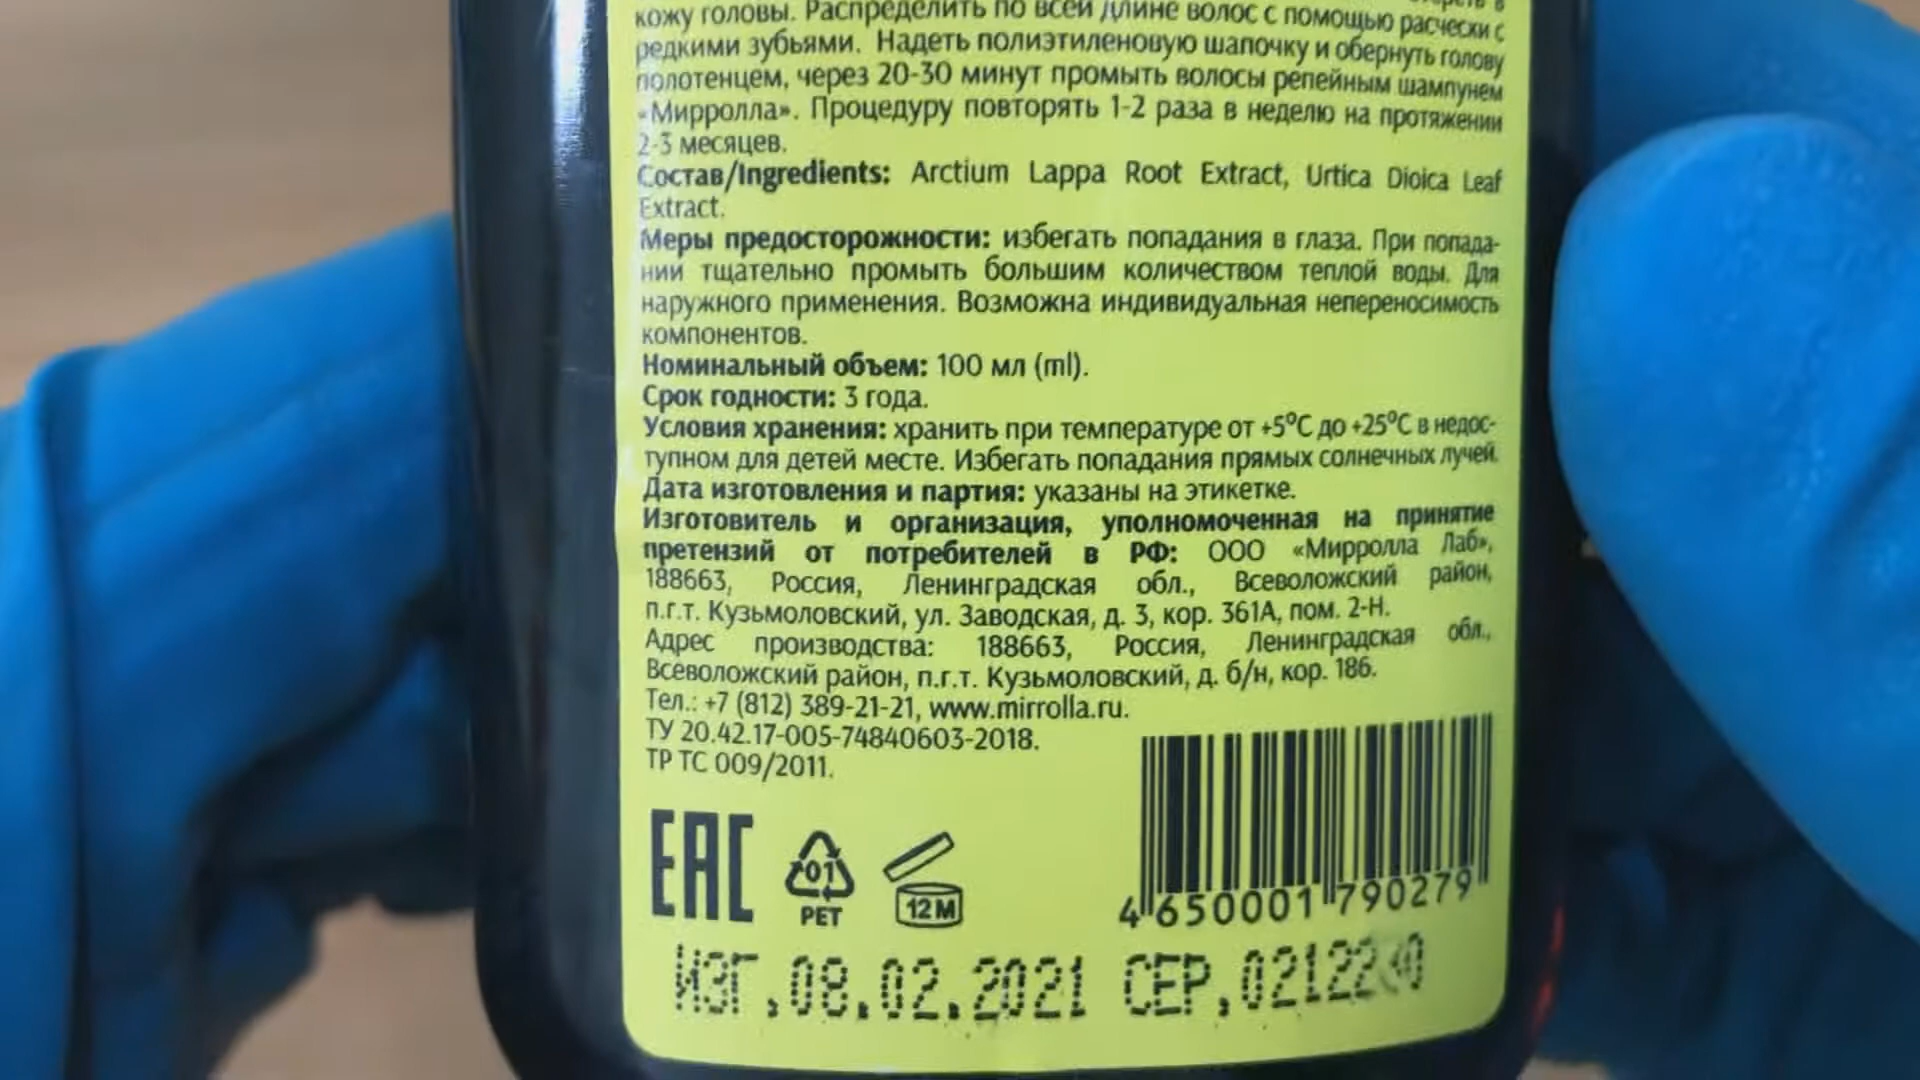 кожу головы. Распределить по всей длине волос с помощью расчески с
редкими зубьями. Надеть полиэтиленовую шапочку и обернуть голову
полотенцем, через 20-30 минут промыть волосы репейным шампунем
«Мирролла». Процедуру повторять 1-2 раза в неделю на протяжении
2-3 месяцев.
Состав/Ingredients: Arctium Lappa Root Extract, Urtica Dioica Leaf
Extract.
Меры предосторожности: избегать попадания в глаза. При попада-
нии тщательно промыть большим количеством теплой воды. Для
наружного применения. Возможна индивидуальная непереносимость
компонентов.
Номинальный объем: 100 мл (ml).
Срок годности: 3 года.
Условия хранения: хранить при температуре от +5°С до +25°С в недос-
тупном для детей месте. Избегать попадания прямых солнечных лучей.
Дата изготовления и партия: указаны на этикетке.
Изготовитель и организация, уполномоченная на принятие
претензий от потребителей в РФ: ООО «Мирролла Лаб»,
188663, Россия, Ленинградская обл., Всеволожский район,
п.г.т. Кузьмоловский, ул. Заводская, д. 3, кор. 361А, пом. 2-Н.
Адрес производства: 188663, Россия, Ленинградская обл.,
Всеволожский район, п.г.т. Кузьмоловский, д. б/н, кор. 186.
Тел.: +7 (812) 389-21-21, www.mirrolla.ru.
ТУ 20.42.17-005-74840603-2018.
ТР ТС 009/2011.
EAC
01
PET
12M
4 650001 790279
ИЗГ.08.02.2021 СЕР.